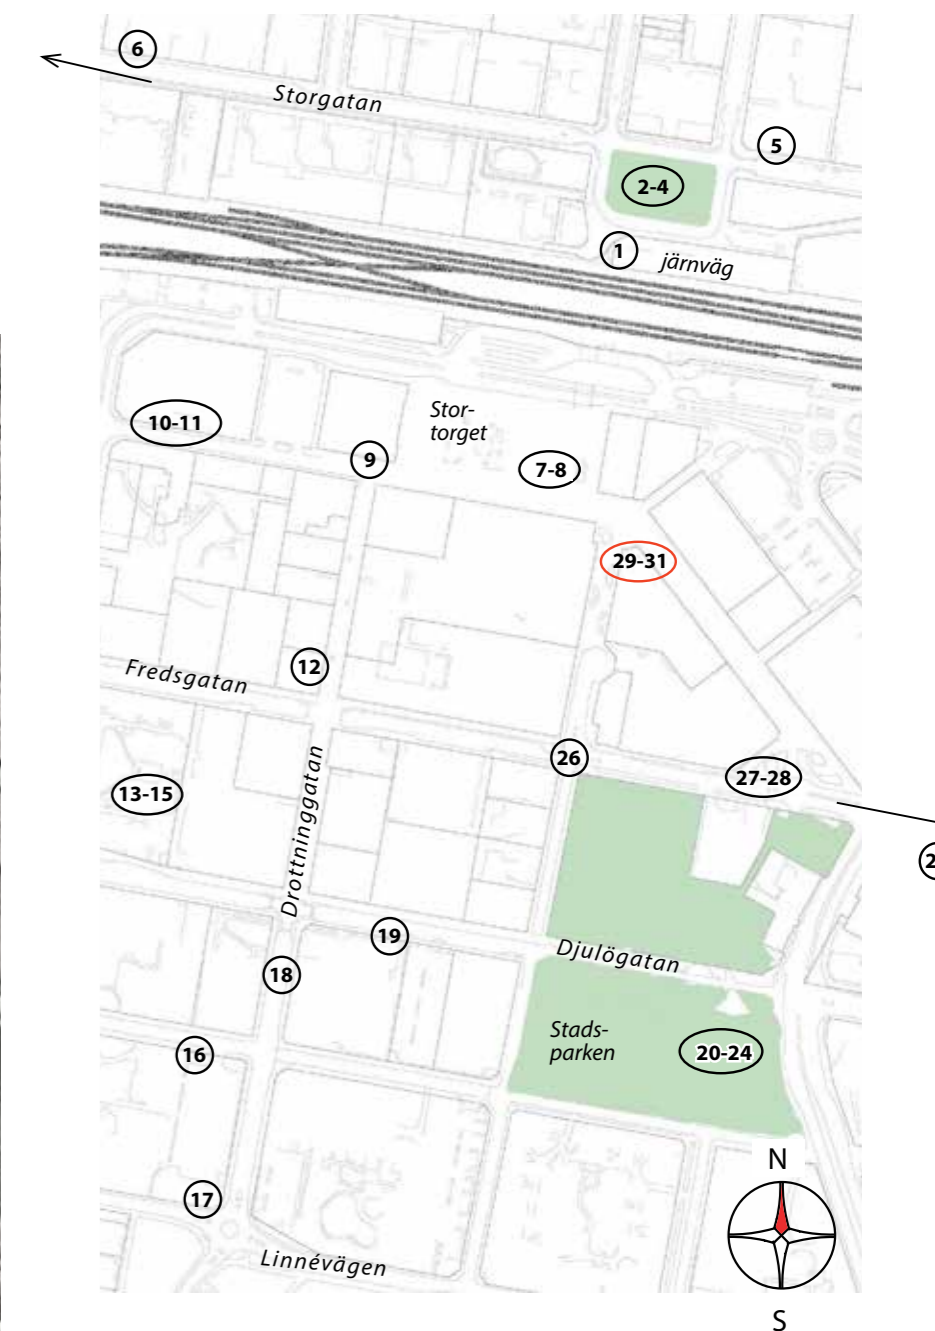 6
Storgatan
5
2-4
1
järnväg
Stor-
torget
10-11
9
7-8
29-31
12
Fredsgatan
26
27-28
13-15
Drottninggatan
19
Djulögatan
18
Stads-
parken
16
20-24
N
17
Linnévägen
S